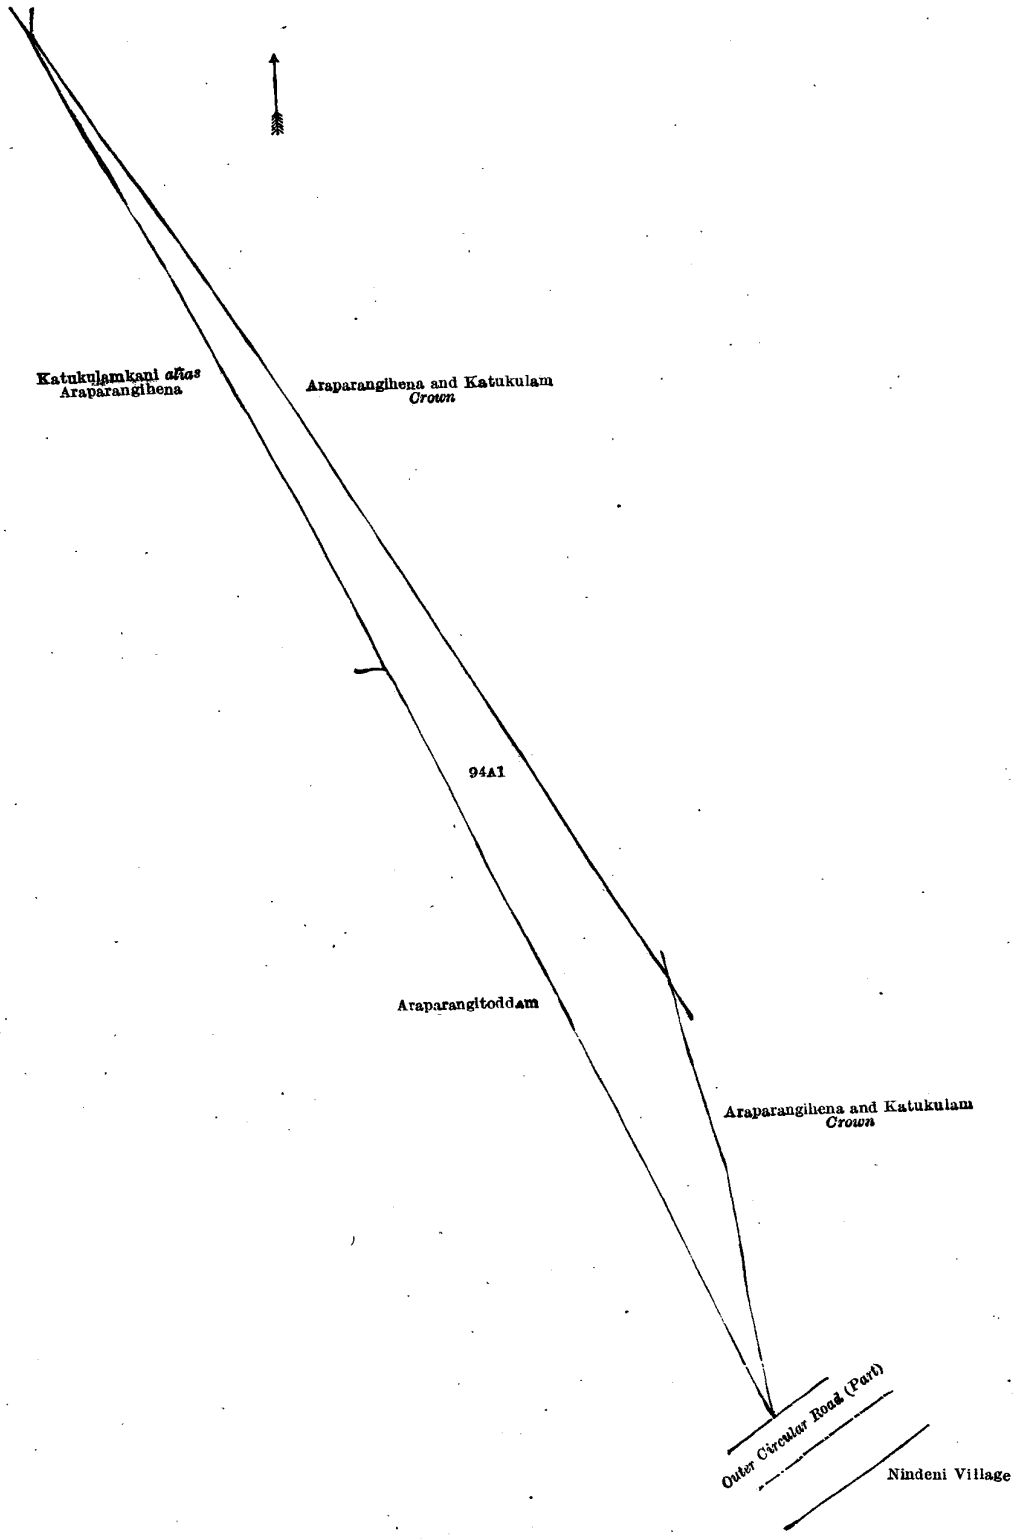 Katukulamkani alias
Araparangihena
Araparangihena and Katukulam
Crown
94A1
Araparangitoddam
Araparangihena and Katukulam
Crown
Outer Circular Road (Part)
Nindeni Village